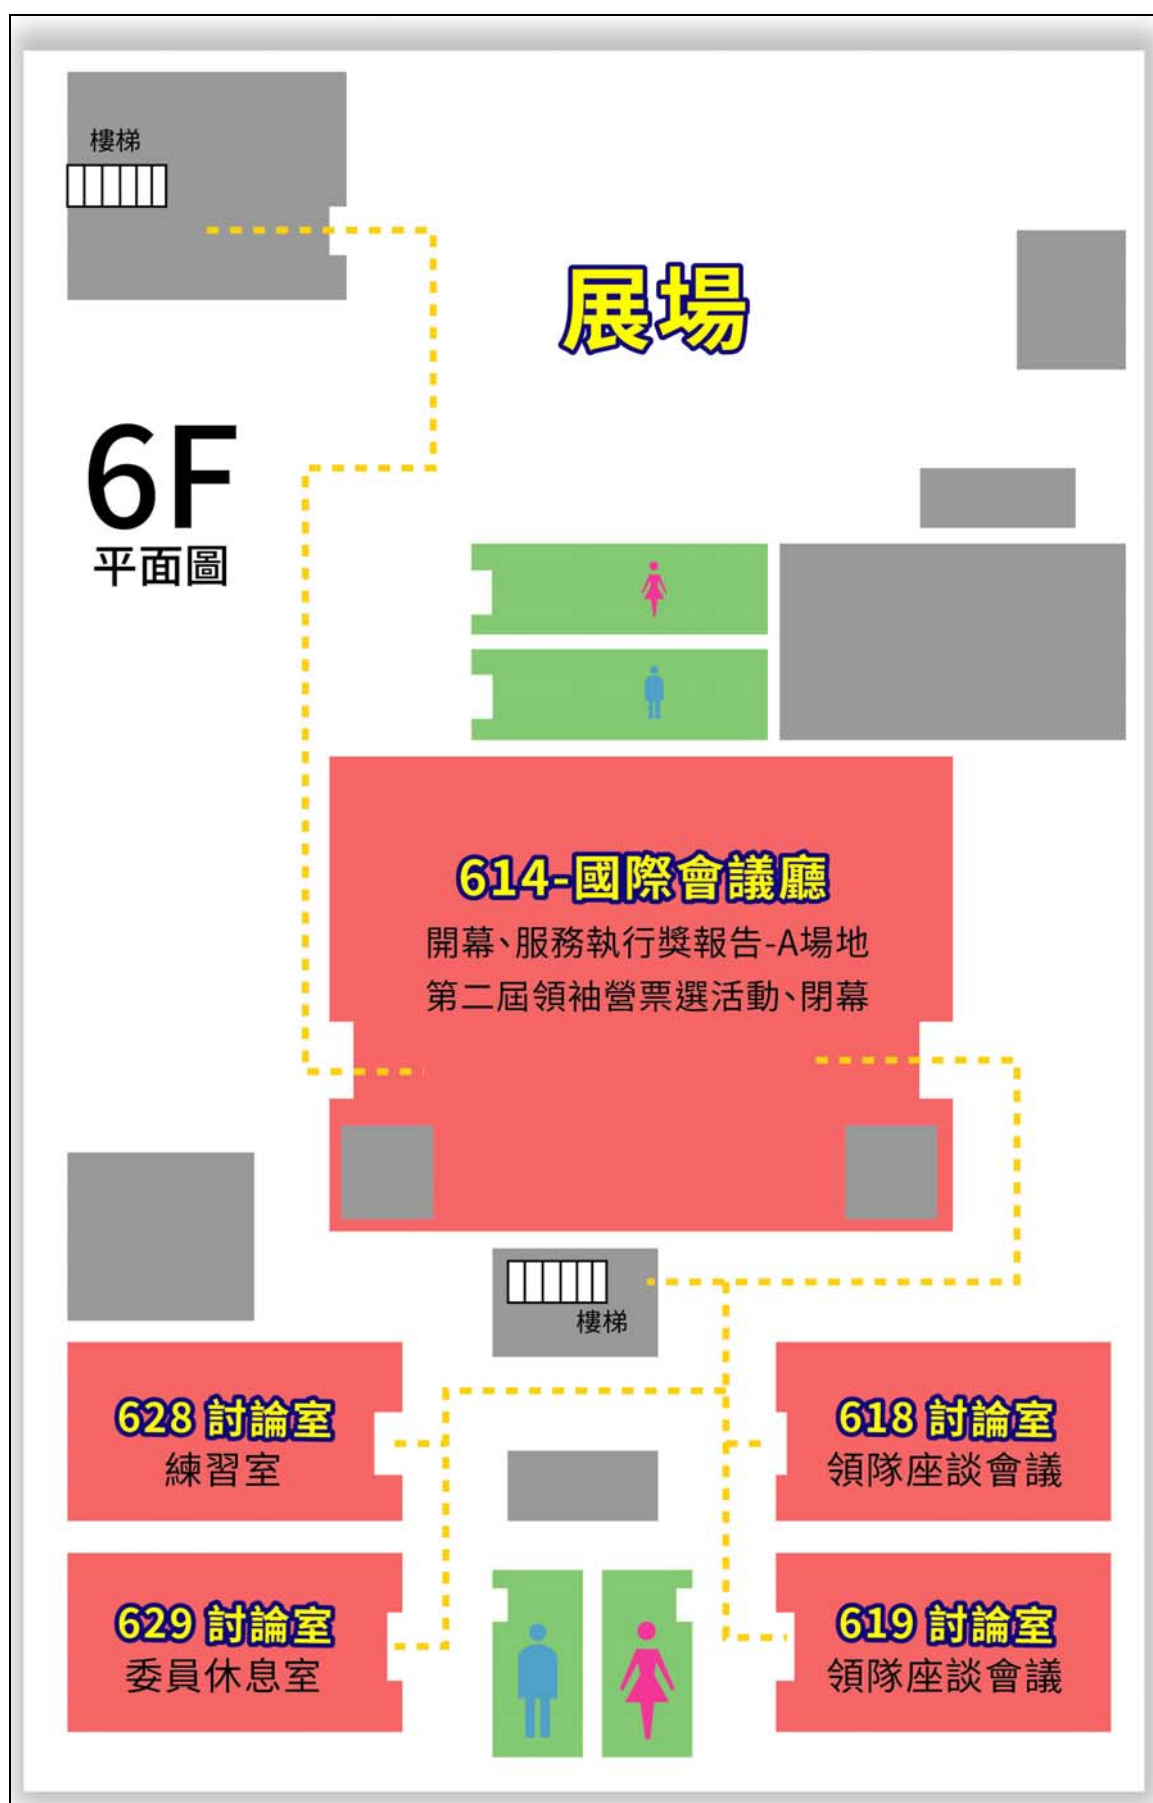 樓梯
展場
6F
平面圖
614-國際會議廳
開幕、服務執行獎報告-A場地
第二屆領袖營票選活動、閉幕
樓梯
628 討論室
練習室
618 討論室
領隊座談會議
629 討論室
委員休息室
619 討論室
領隊座談會議